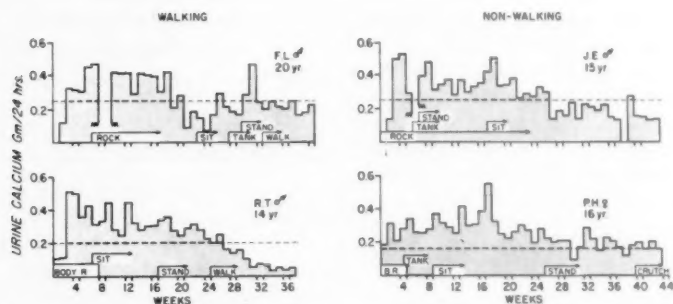 WALKING
NON-WALKING
URINE CALCIUM Gm/24 hrs.
0.6
0.4
0.2
F.L. ♂
20 yr
ROCK
SIT
TANK
STAND
WALK
0.6
0.4
0.2
J.E. ♂
15 yr
ROCK
TANK
STAND
SIT
0.6
0.4
0.2
R.T. ♂
14 yr
BODY R.
SIT
STAND
WALK
4 8 12 16 20 24 28 32 36
WEEKS
0.6
0.4
0.2
P.H. ♀
16 yr
B.R.
TANK
SIT
STAND
CRUTCH
4 8 12 16 20 24 28 32 36 40 44
WEEKS